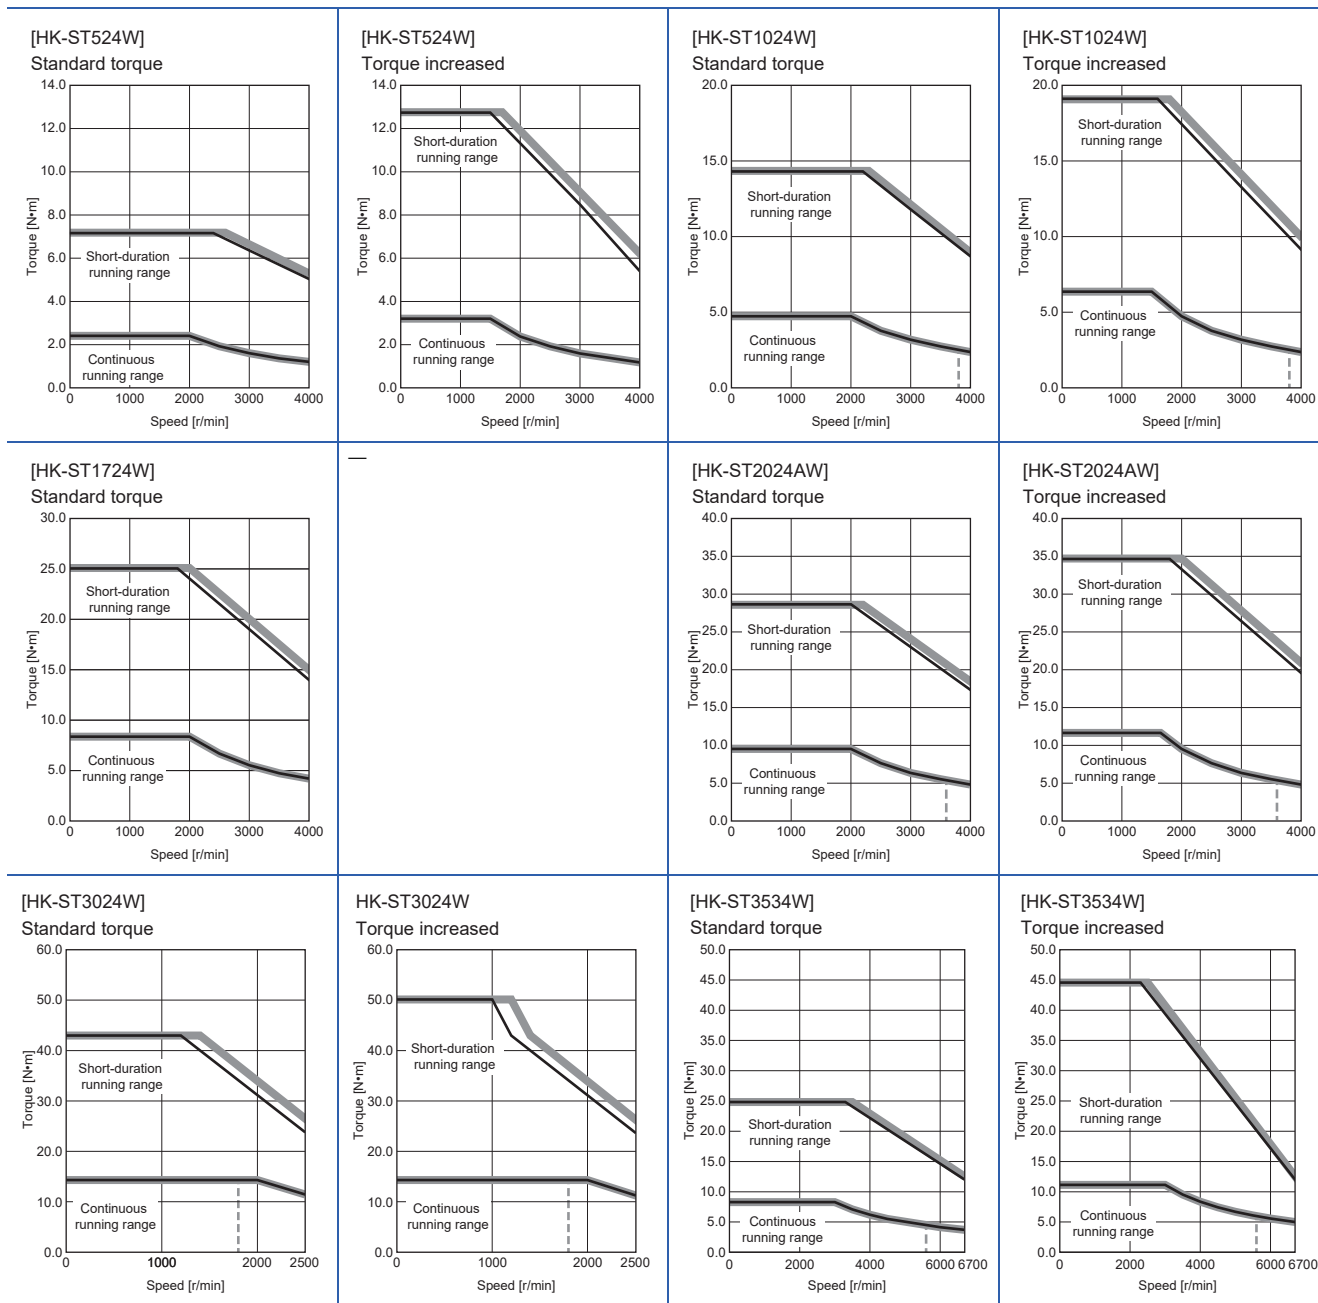 [HK-ST524W]
Standard torque
14.0
12.0
10.0
8.0
6.0
4.0
2.0
0.0
Torque [N•m]
Short-duration
running range
Continuous
running range
0 1000 2000 3000 4000
Speed [r/min]
[HK-ST524W]
Torque increased
14.0
12.0
10.0
8.0
6.0
4.0
2.0
0.0
Torque [N•m]
Short-duration
running range
Continuous
running range
0 1000 2000 3000 4000
Speed [r/min]
[HK-ST1024W]
Standard torque
20.0
15.0
10.0
5.0
0.0
Torque [N•m]
Short-duration
running range
Continuous
running range
0 1000 2000 3000 4000
Speed [r/min]
[HK-ST1024W]
Torque increased
20.0
15.0
10.0
5.0
0.0
Torque [N•m]
Short-duration
running range
Continuous
running range
0 1000 2000 3000 4000
Speed [r/min]
[HK-ST1724W]
Standard torque
30.0
25.0
20.0
15.0
10.0
5.0
0.0
Torque [N•m]
Short-duration
running range
Continuous
running range
0 1000 2000 3000 4000
Speed [r/min]
—
[HK-ST2024AW]
Standard torque
40.0
35.0
30.0
25.0
20.0
15.0
10.0
5.0
0.0
Torque [N•m]
Short-duration
running range
Continuous
running range
0 1000 2000 3000 4000
Speed [r/min]
[HK-ST2024AW]
Torque increased
40.0
35.0
30.0
25.0
20.0
15.0
10.0
5.0
0.0
Torque [N•m]
Short-duration
running range
Continuous
running range
0 1000 2000 3000 4000
Speed [r/min]
[HK-ST3024W]
Standard torque
60.0
50.0
40.0
30.0
20.0
10.0
0.0
Torque [N•m]
Short-duration
running range
Continuous
running range
0 1000 2000 2500
Speed [r/min]
HK-ST3024W
Torque increased
60.0
50.0
40.0
30.0
20.0
10.0
0.0
Torque [N•m]
Short-duration
running range
Continuous
running range
0 1000 2000 2500
Speed [r/min]
[HK-ST3534W]
Standard torque
50.0
45.0
40.0
35.0
30.0
25.0
20.0
15.0
10.0
5.0
0.0
Torque [N•m]
Short-duration
running range
Continuous
running range
0 2000 4000 6000 6700
Speed [r/min]
[HK-ST3534W]
Torque increased
50.0
45.0
40.0
35.0
30.0
25.0
20.0
15.0
10.0
5.0
0.0
Torque [N•m]
Short-duration
running range
Continuous
running range
0 2000 4000 6000 6700
Speed [r/min]